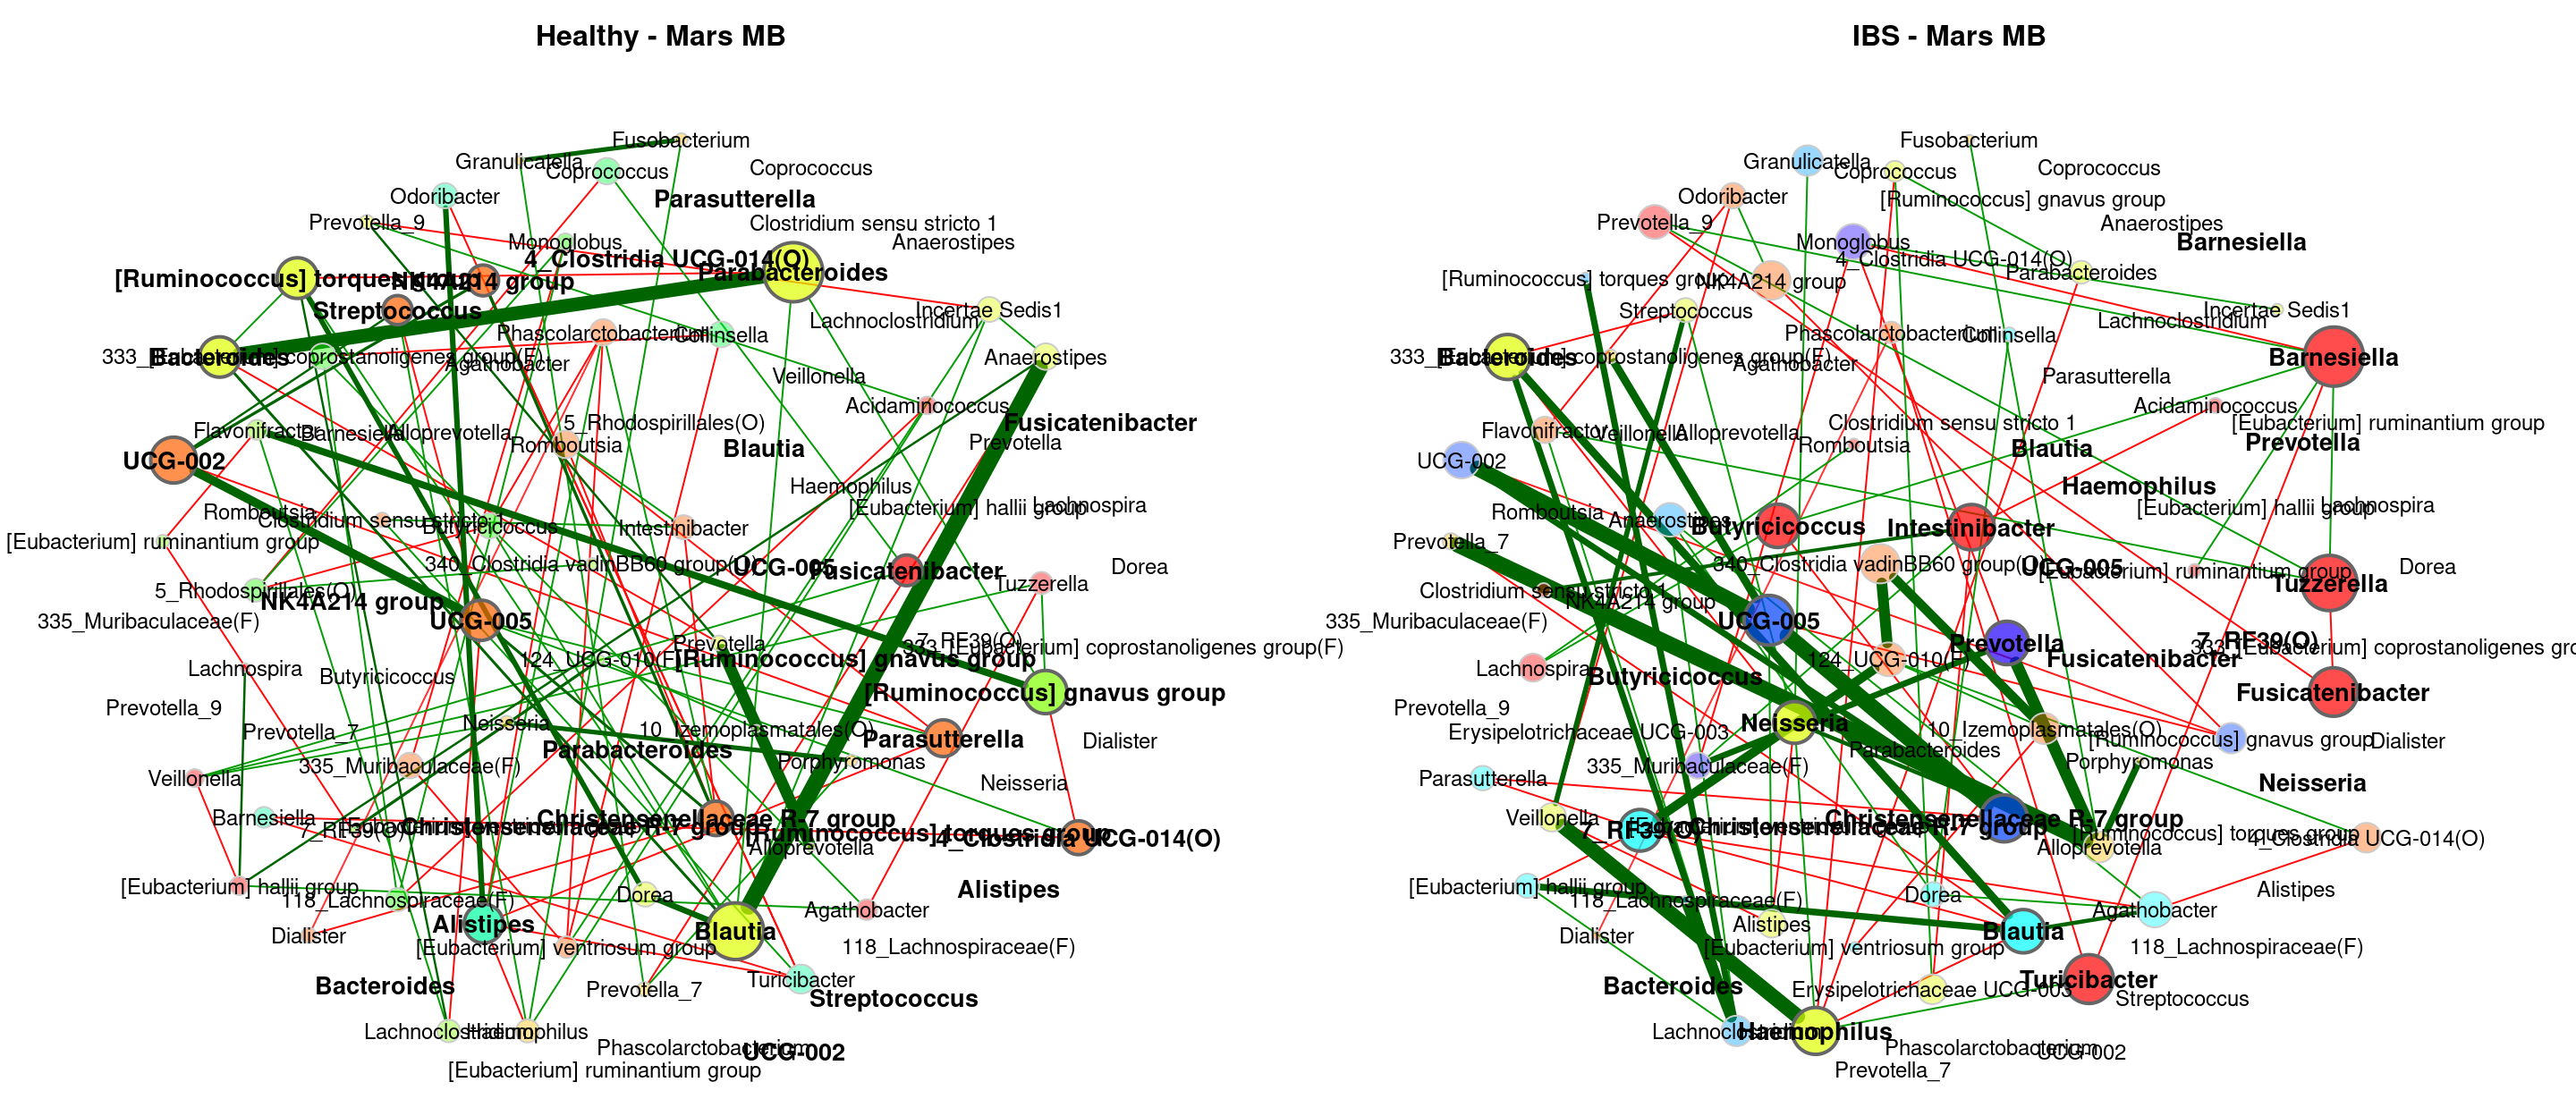 Healthy - Mars MB
Fusobacterium
Granulicatella
Coprococcus
Coprococcus
Odoribacter
Parasutterella
Prevotella_9
Clostridium sensu stricto 1
Monoglobus
Anaerostipes
4_Clostridia UCG-014(O)
Parabacteroides
[Ruminococcus] torques group
NK4A214 group
Streptococcus
Incertae Sedis1
Lachnoclostridium
Phascolarctobacterium
Collinsella
333_[Eubacterium] coprostanoligenes group(F)
Bacteroides
Agathobacter
Anaerostipes
Veillonella
Acidaminococcus
Fusicatenibacter
5_Rhodospirillales(O)
Flavonifractor
Barnesiella
Alloprevotella
Romboutsia
Blautia
Prevotella
UCG-002
Haemophilus
[Eubacterium] hallii group
Lachnospira
Romboutsia
Clostridium sensu stricto 1
Butyricicoccus
Intestinibacter
[Eubacterium] ruminantium group
340_Clostridia vadinBB60 group(O)
UCG-005
Fusicatenibacter
Dorea
Tuzzerella
5_Rhodospirillales(O)
NK4A214 group
335_Muribaculaceae(F)
UCG-005
Prevotella
7_RF39(O)
333_[Eubacterium] coprostanoligenes group(F)
124_UCG-010(F)
[Ruminococcus] gnavus group
Lachnospira
Butyricicoccus
[Ruminococcus] gnavus group
Prevotella_9
Prevotella_7
Neisseria
10_Izemoplasmatales(O)
Parasutterella
Dialister
Parabacteroides
Porphyromonas
335_Muribaculaceae(F)
Veillonella
Neisseria
Barnesiella
7_RF39(O)
Christensenellaceae R-7 group
Christensenellaceae R-7 group
[Ruminococcus] torques group
4_Clostridia UCG-014(O)
Alloprevotella
[Eubacterium] hallii group
118_Lachnospiraceae(F)
Dorea
Alistipes
Agathobacter
Alistipes
Dialister
Blautia
[Eubacterium] ventriosum group
118_Lachnospiraceae(F)
Bacteroides
Prevotella_7
Turicibacter
Streptococcus
Lachnoclostridium
Haemophilus
Phascolarctobacterium
UCG-002
[Eubacterium] ruminantium group
IBS - Mars MB
Fusobacterium
Granulicatella
Coprococcus
Coprococcus
Odoribacter
[Ruminococcus] gnavus group
Prevotella_9
Anaerostipes
Monoglobus
Barnesiella
4_Clostridia UCG-014(O)
Parabacteroides
[Ruminococcus] torques group
NK4A214 group
Streptococcus
Incertae Sedis1
Lachnoclostridium
Phascolarctobacterium
Collinsella
333_[Eubacterium] coprostanoligenes group(F)
Bacteroides
Agathobacter
Barnesiella
Parasutterella
Acidaminococcus
[Eubacterium] ruminantium group
Clostridium sensu stricto 1
Flavonifractor
Veillonella
Alloprevotella
Romboutsia
Blautia
Prevotella
UCG-002
Haemophilus
[Eubacterium] hallii group
Lachnospira
Romboutsia
Anaerostipes
Butyricicoccus
Intestinibacter
Prevotella_7
340_Clostridia vadinBB60 group(O)
UCG-005
[Eubacterium] ruminantium group
Dorea
Tuzzerella
Clostridium sensu stricto 1
NK4A214 group
335_Muribaculaceae(F)
UCG-005
Prevotella
7_RF39(O)
333_[Eubacterium] coprostanoligenes gro
124_UCG-010(F)
Fusicatenibacter
Lachnospira
Butyricicoccus
Fusicatenibacter
Prevotella_9
Erysipelotrichaceae UCG-003
Neisseria
10_Izemoplasmatales(O)
[Ruminococcus] gnavus group
Dialister
Parabacteroides
Porphyromonas
335_Muribaculaceae(F)
Parasutterella
Neisseria
Veillonella
7_RF39(O)
Christensenellaceae R-7 group
Christensenellaceae R-7 group
[Ruminococcus] torques group
4_Clostridia UCG-014(O)
Alloprevotella
[Eubacterium] hallii group
118_Lachnospiraceae(F)
Dorea
Alistipes
Agathobacter
Alistipes
Dialister
Blautia
[Eubacterium] ventriosum group
118_Lachnospiraceae(F)
Bacteroides
Erysipelotrichaceae UCG-003
Turicibacter
Streptococcus
Lachnoclostridium
Haemophilus
Phascolarctobacterium
UCG-002
Prevotella_7